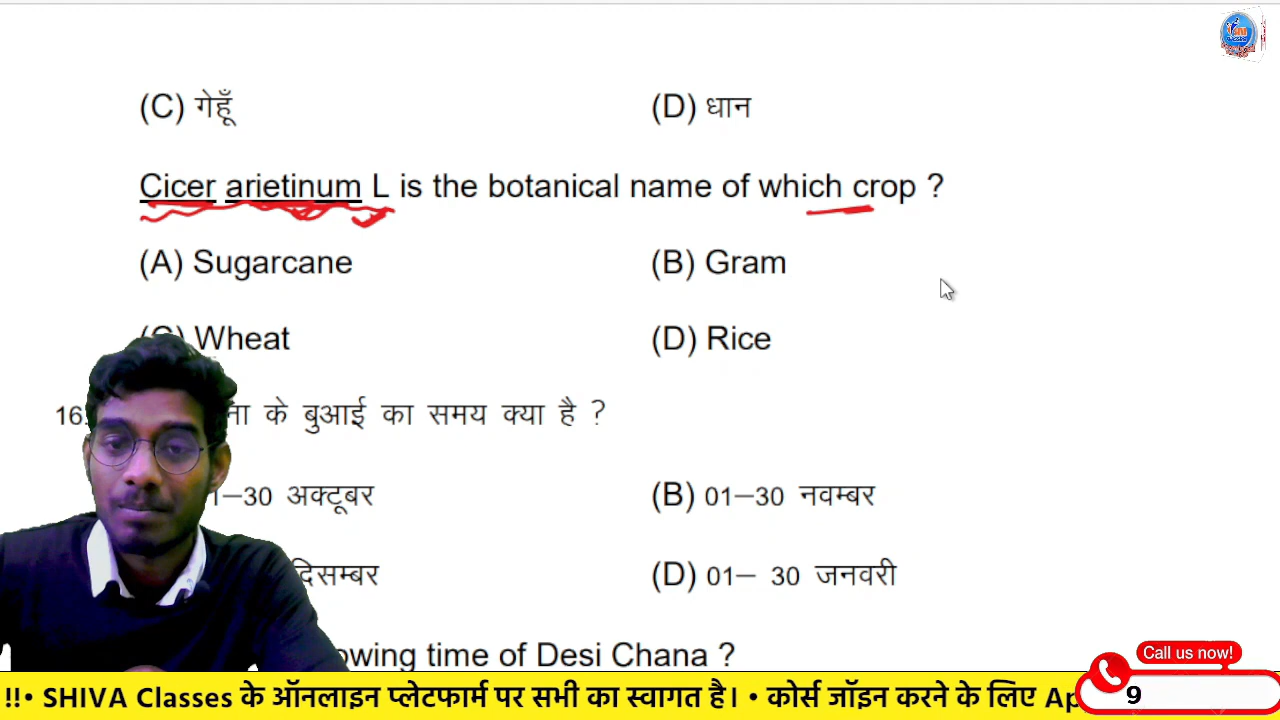 (C) गेहूँ (D) धान
Cicer arietinum L is the botanical name of which crop ?
(A) Sugarcane (B) Gram
(C) Wheat (D) Rice
16. के बुआई का समय क्या है ?
–30 अक्टूबर (B) 01–30 नवम्बर
दिसम्बर (D) 01– 30 जनवरी
time of Desi Chana ?
Call us now!
!!• SHIVA Classes के ऑनलाइन प्लेटफार्म पर सभी का स्वागत है। • कोर्स जॉइन करने के लिए Ap 9